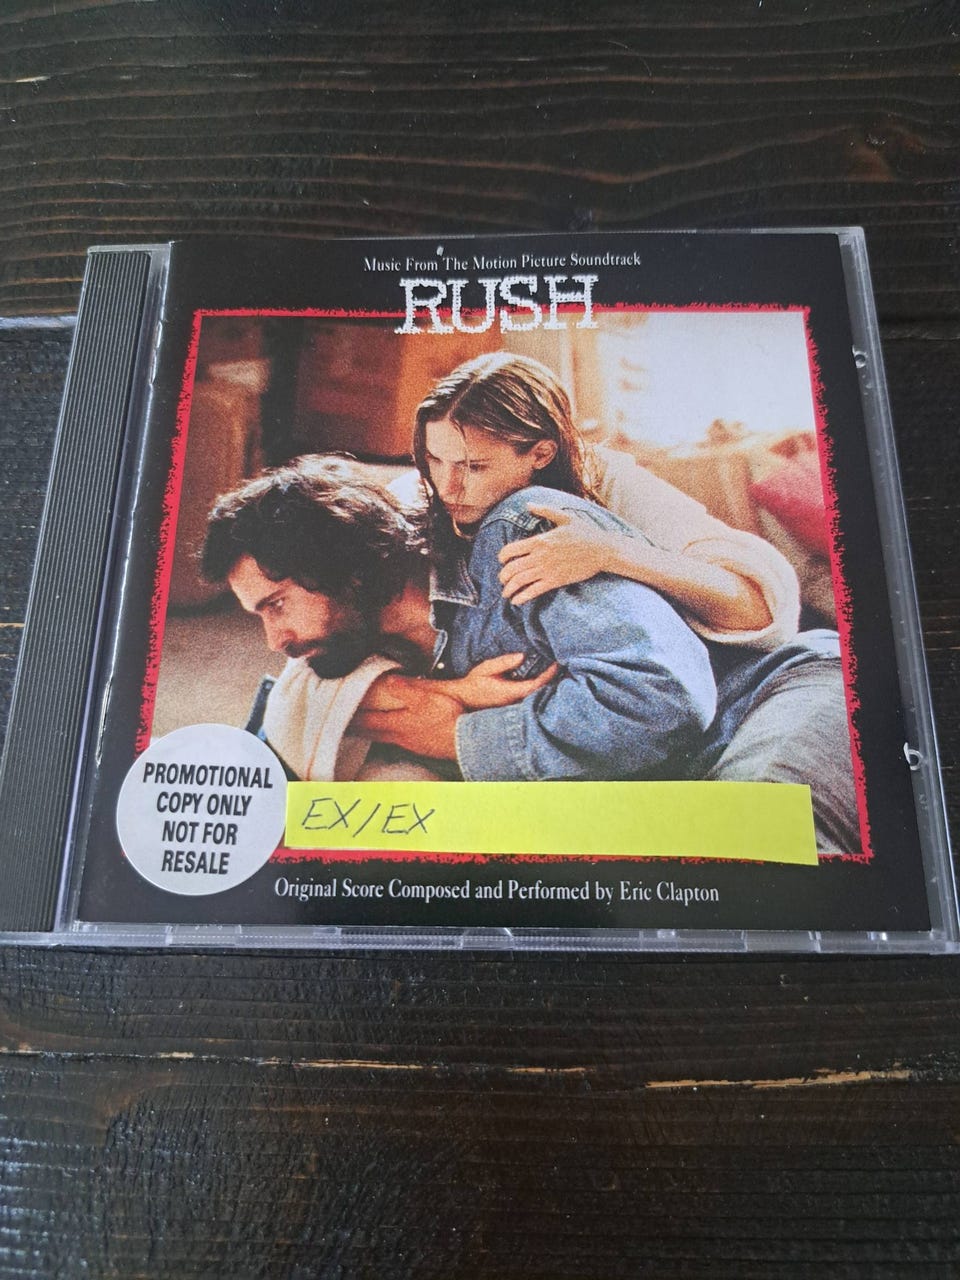 Music From The Motion Picture Soundtrack
RUSH
PROMOTIONAL
COPY ONLY
NOT FOR
RESALE
EX/EX
Original Score Composed and Performed by Eric Clapton